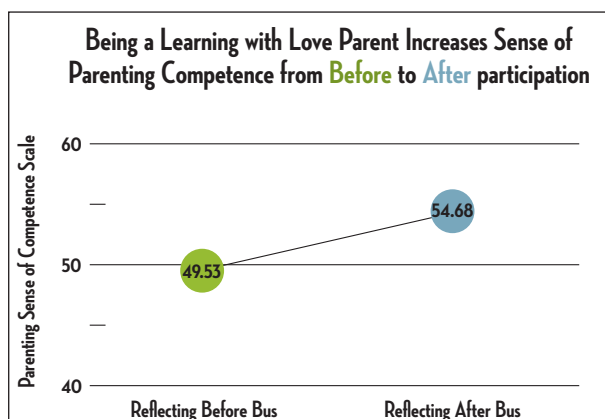 Being a Learning with Love Parent Increases Sense of
Parenting Competence from Before to After participation
Parenting Sense of Competence Scale
60
54.68
50
49.53
40
Reflecting Before Bus
Reflecting After Bus